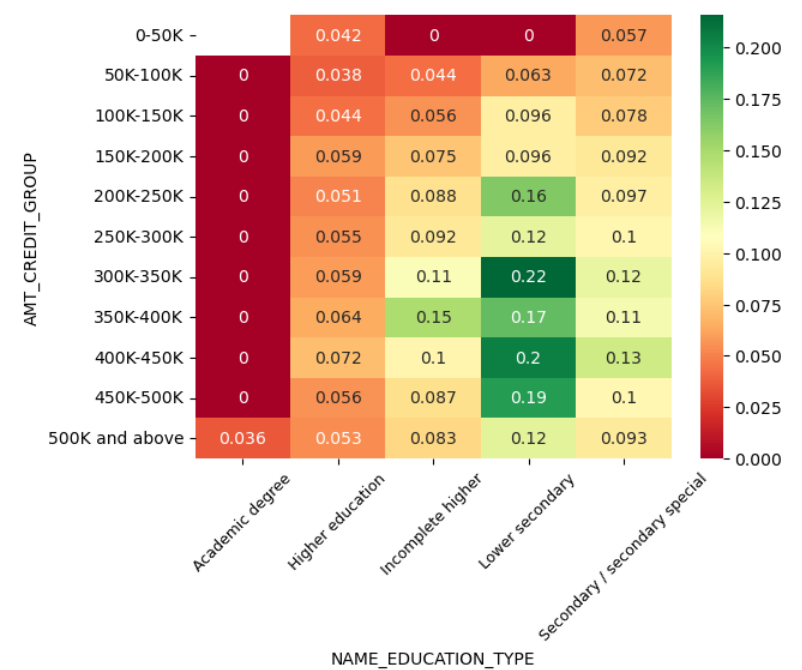 AMT_CREDIT_GROUP
0-50K 0.042 0 0 0.057
50K-100K 0 0.038 0.044 0.063 0.072
100K-150K 0 0.044 0.056 0.096 0.078
150K-200K 0 0.059 0.075 0.096 0.092
200K-250K 0 0.051 0.088 0.16 0.097
250K-300K 0 0.055 0.092 0.12 0.1
300K-350K 0 0.059 0.11 0.22 0.12
350K-400K 0 0.064 0.15 0.17 0.11
400K-450K 0 0.072 0.1 0.2 0.13
450K-500K 0 0.056 0.087 0.19 0.1
500K and above 0.036 0.053 0.083 0.12 0.093
Academic degree
Higher education
Incomplete higher
Lower secondary
Secondary / secondary special
NAME_EDUCATION_TYPE
0.200
0.175
0.150
0.125
0.100
0.075
0.050
0.025
0.000